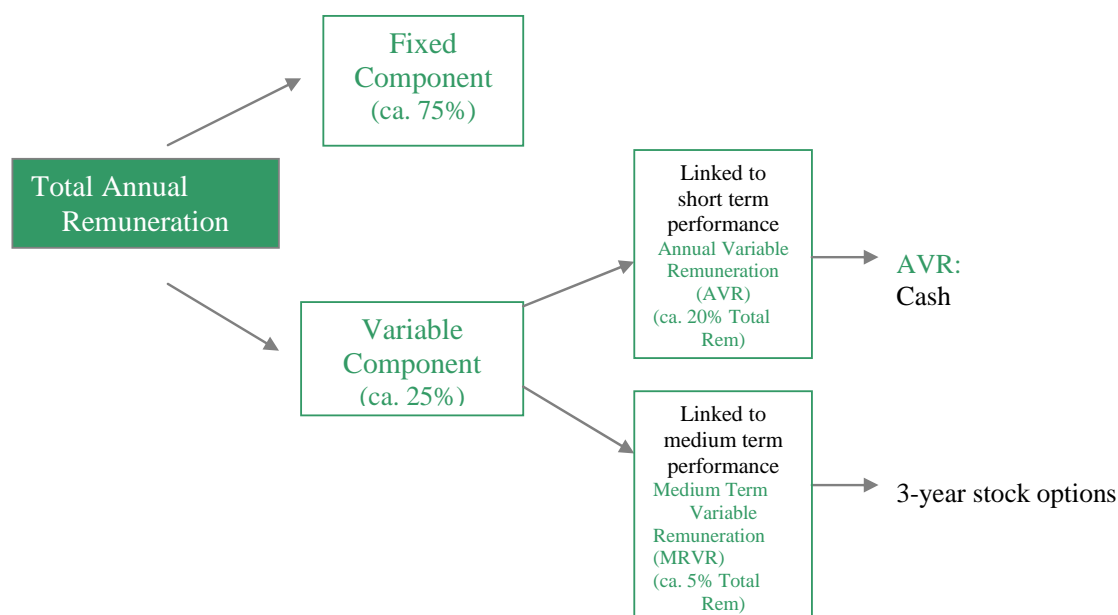 Fixed
Component
(ca. 75%)
Total Annual
Remuneration
Variable
Component
(ca. 25%)
Linked to
short term
performance
Annual Variable
Remuneration
(AVR)
(ca. 20% Total
Rem)
AVR:
Cash
Linked to
medium term
performance
Medium Term
Variable
Remuneration
(MRVR)
(ca. 5% Total
Rem)
3-year stock options